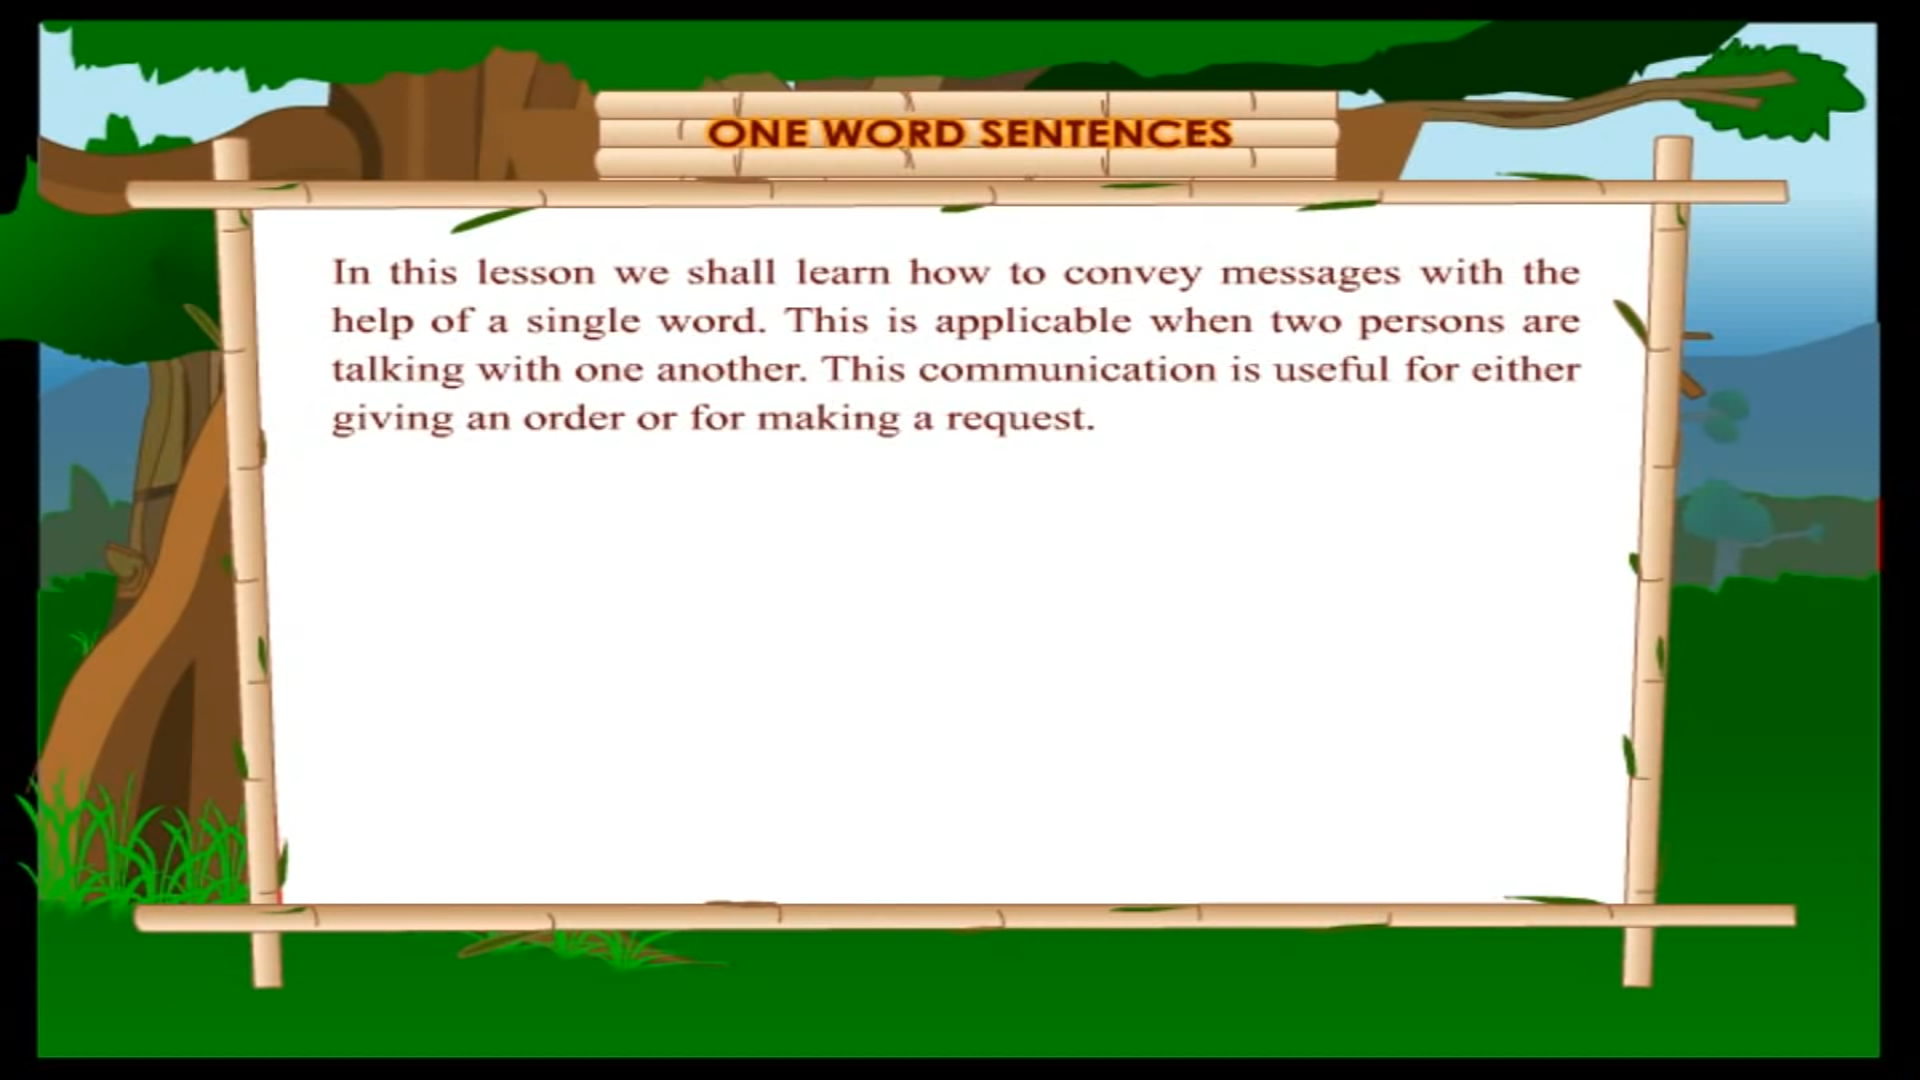 ONE WORD SENTENCES
In this lesson we shall learn how to convey messages with the
help of a single word. This is applicable when two persons are
talking with one another. This communication is useful for either
giving an order or for making a request.